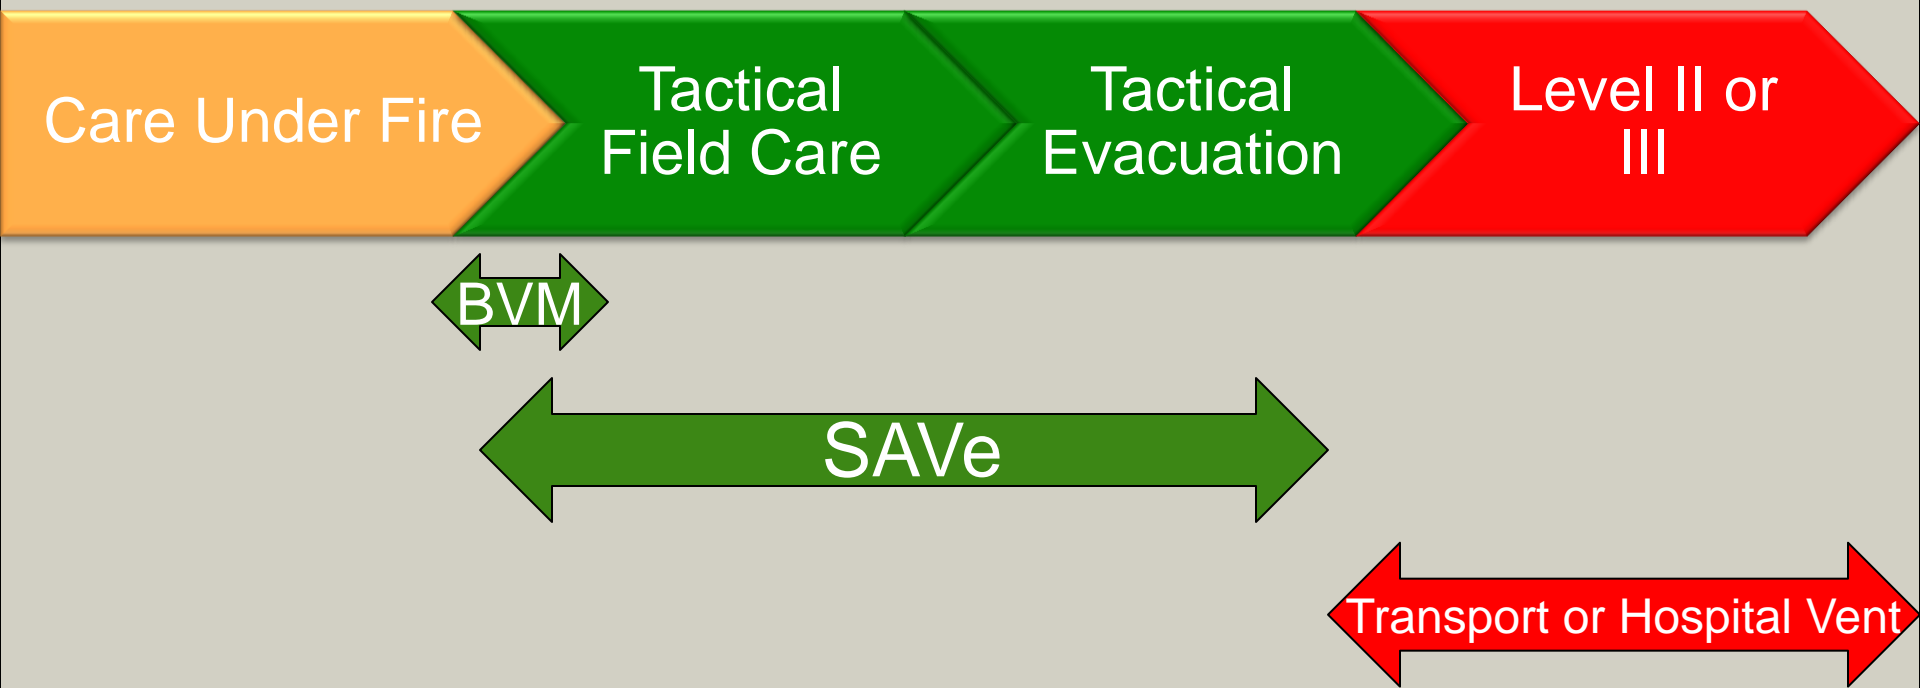 Care Under Fire
Tactical
Field Care
Tactical
Evacuation
Level II or
III
BVM
SAVe
Transport or Hospital Vent